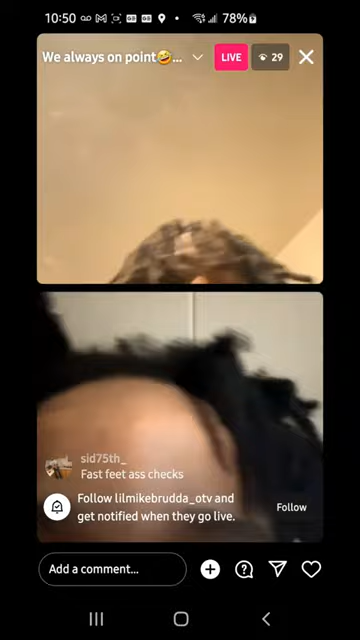 10:50 78%
We always on point🤣... LIVE 29
sid75th_
Fast feet ass checks
Follow lilmikebrudda_otv and
get notified when they go live.
Follow
Add a comment...